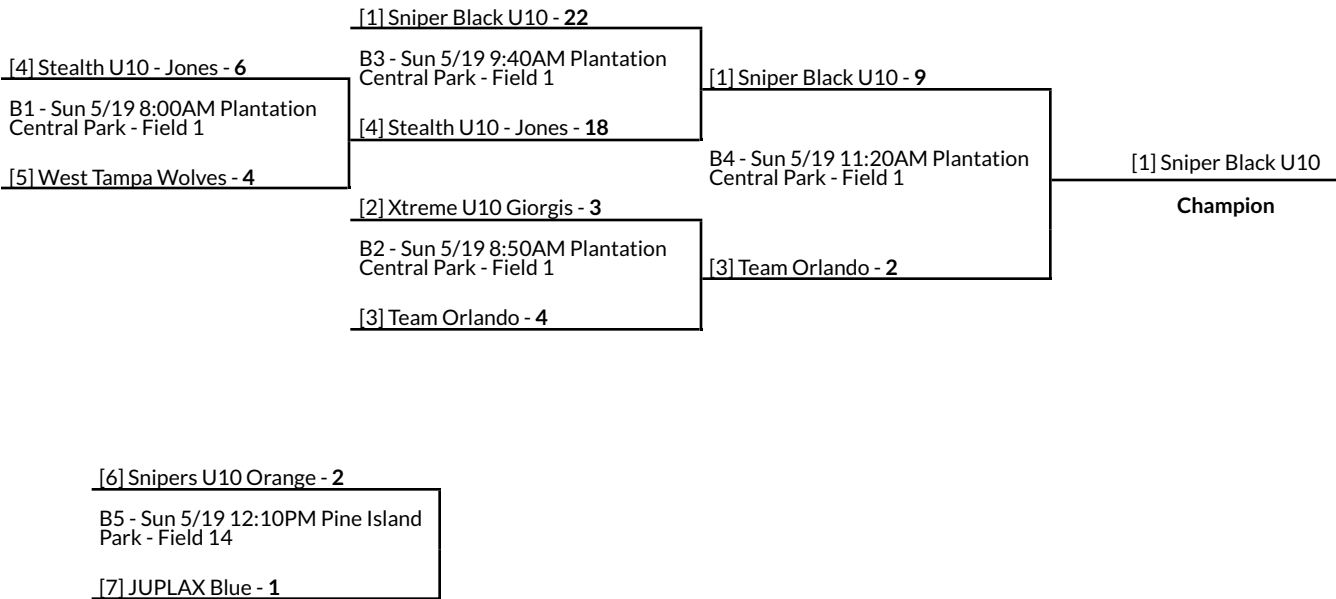 [4] Stealth U10 - Jones - 6
B1 - Sun 5/19 8:00AM Plantation
Central Park - Field 1
[5] West Tampa Wolves - 4
[1] Sniper Black U10 - 22
B3 - Sun 5/19 9:40AM Plantation
Central Park - Field 1
[4] Stealth U10 - Jones - 18
[2] Xtreme U10 Giorgis - 3
B2 - Sun 5/19 8:50AM Plantation
Central Park - Field 1
[3] Team Orlando - 4
[1] Sniper Black U10 - 9
B4 - Sun 5/19 11:20AM Plantation
Central Park - Field 1
[3] Team Orlando - 2
[1] Sniper Black U10
Champion
[6] Snipers U10 Orange - 2
B5 - Sun 5/19 12:10PM Pine Island
Park - Field 14
[7] JUPLAX Blue - 1